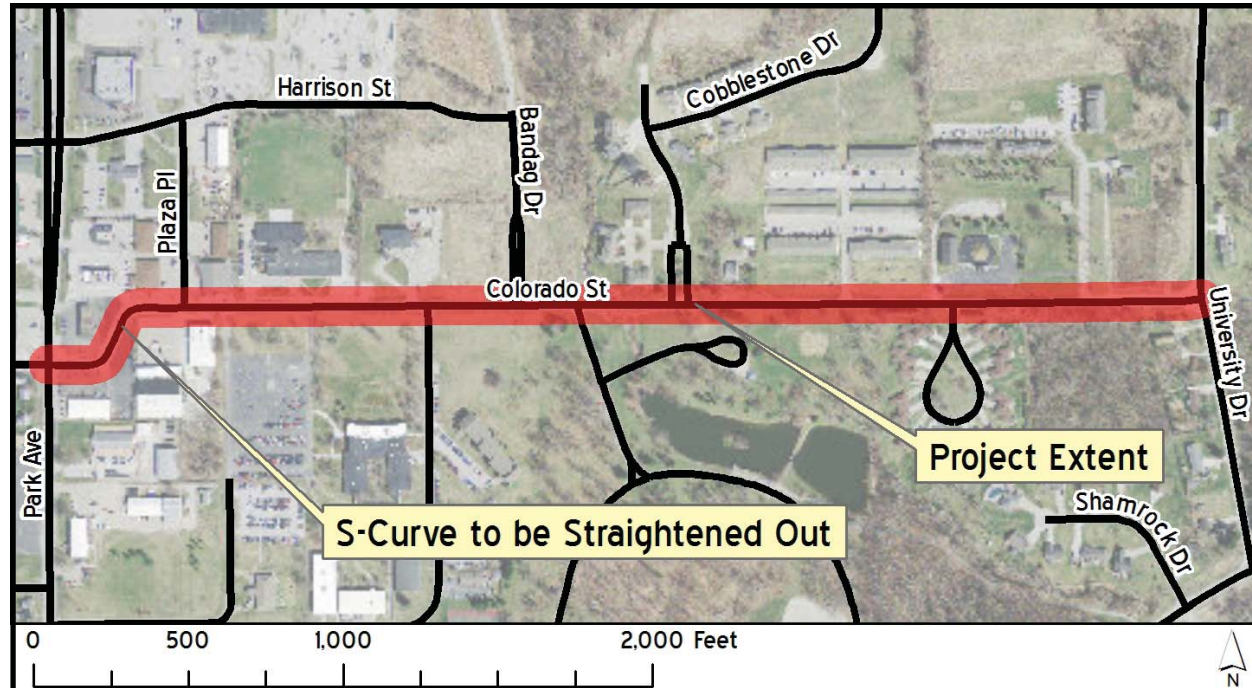 Harrison St
Cobblestone Dr
Bandag Dr
Plaza Pl
Colorado St
University Dr
Park Ave
Project Extent
S-Curve to be Straightened Out
Shamrock Dr
0 500 1,000 2,000 Feet
N